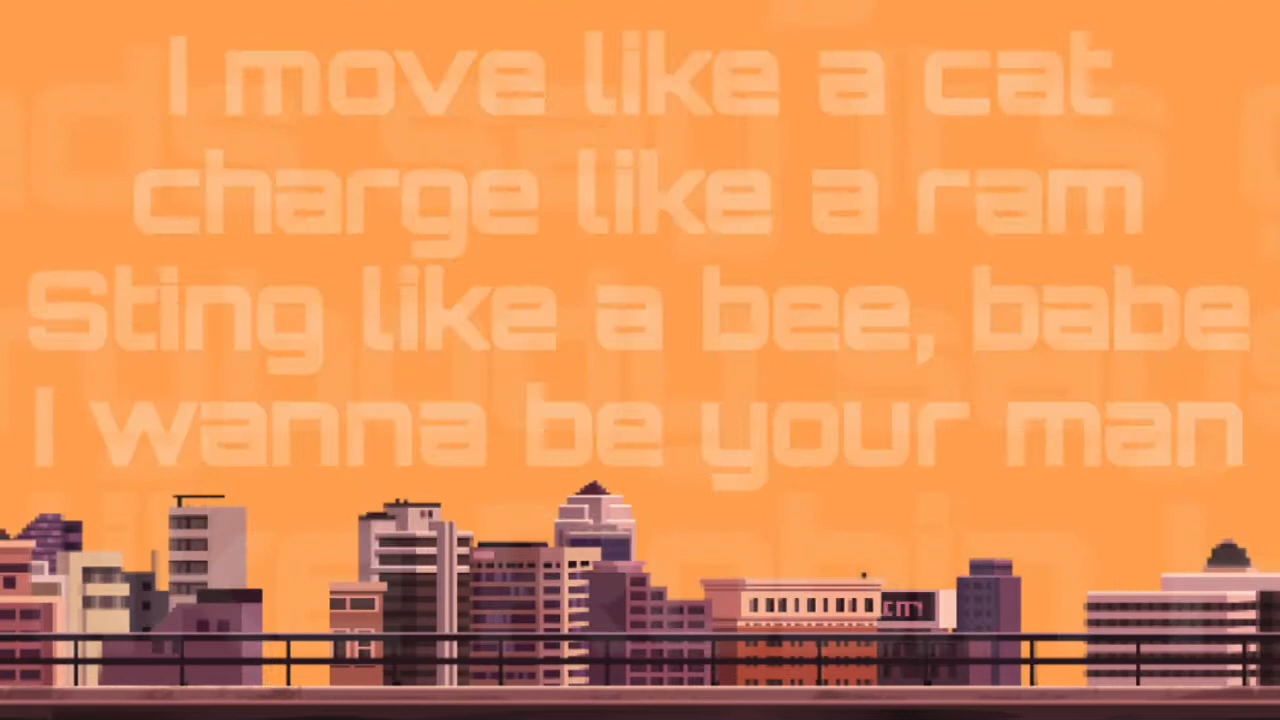 I move like a cat
charge like a ram
Sting like a bee, babe
I wanna be your man